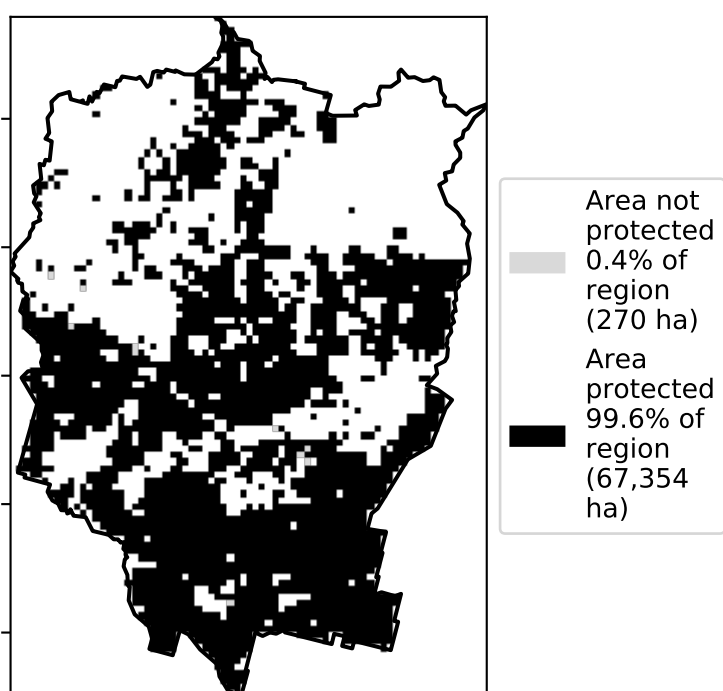 Area not
protected
0.4% of
region
(270 ha)
Area
protected
99.6% of
region
(67,354
ha)